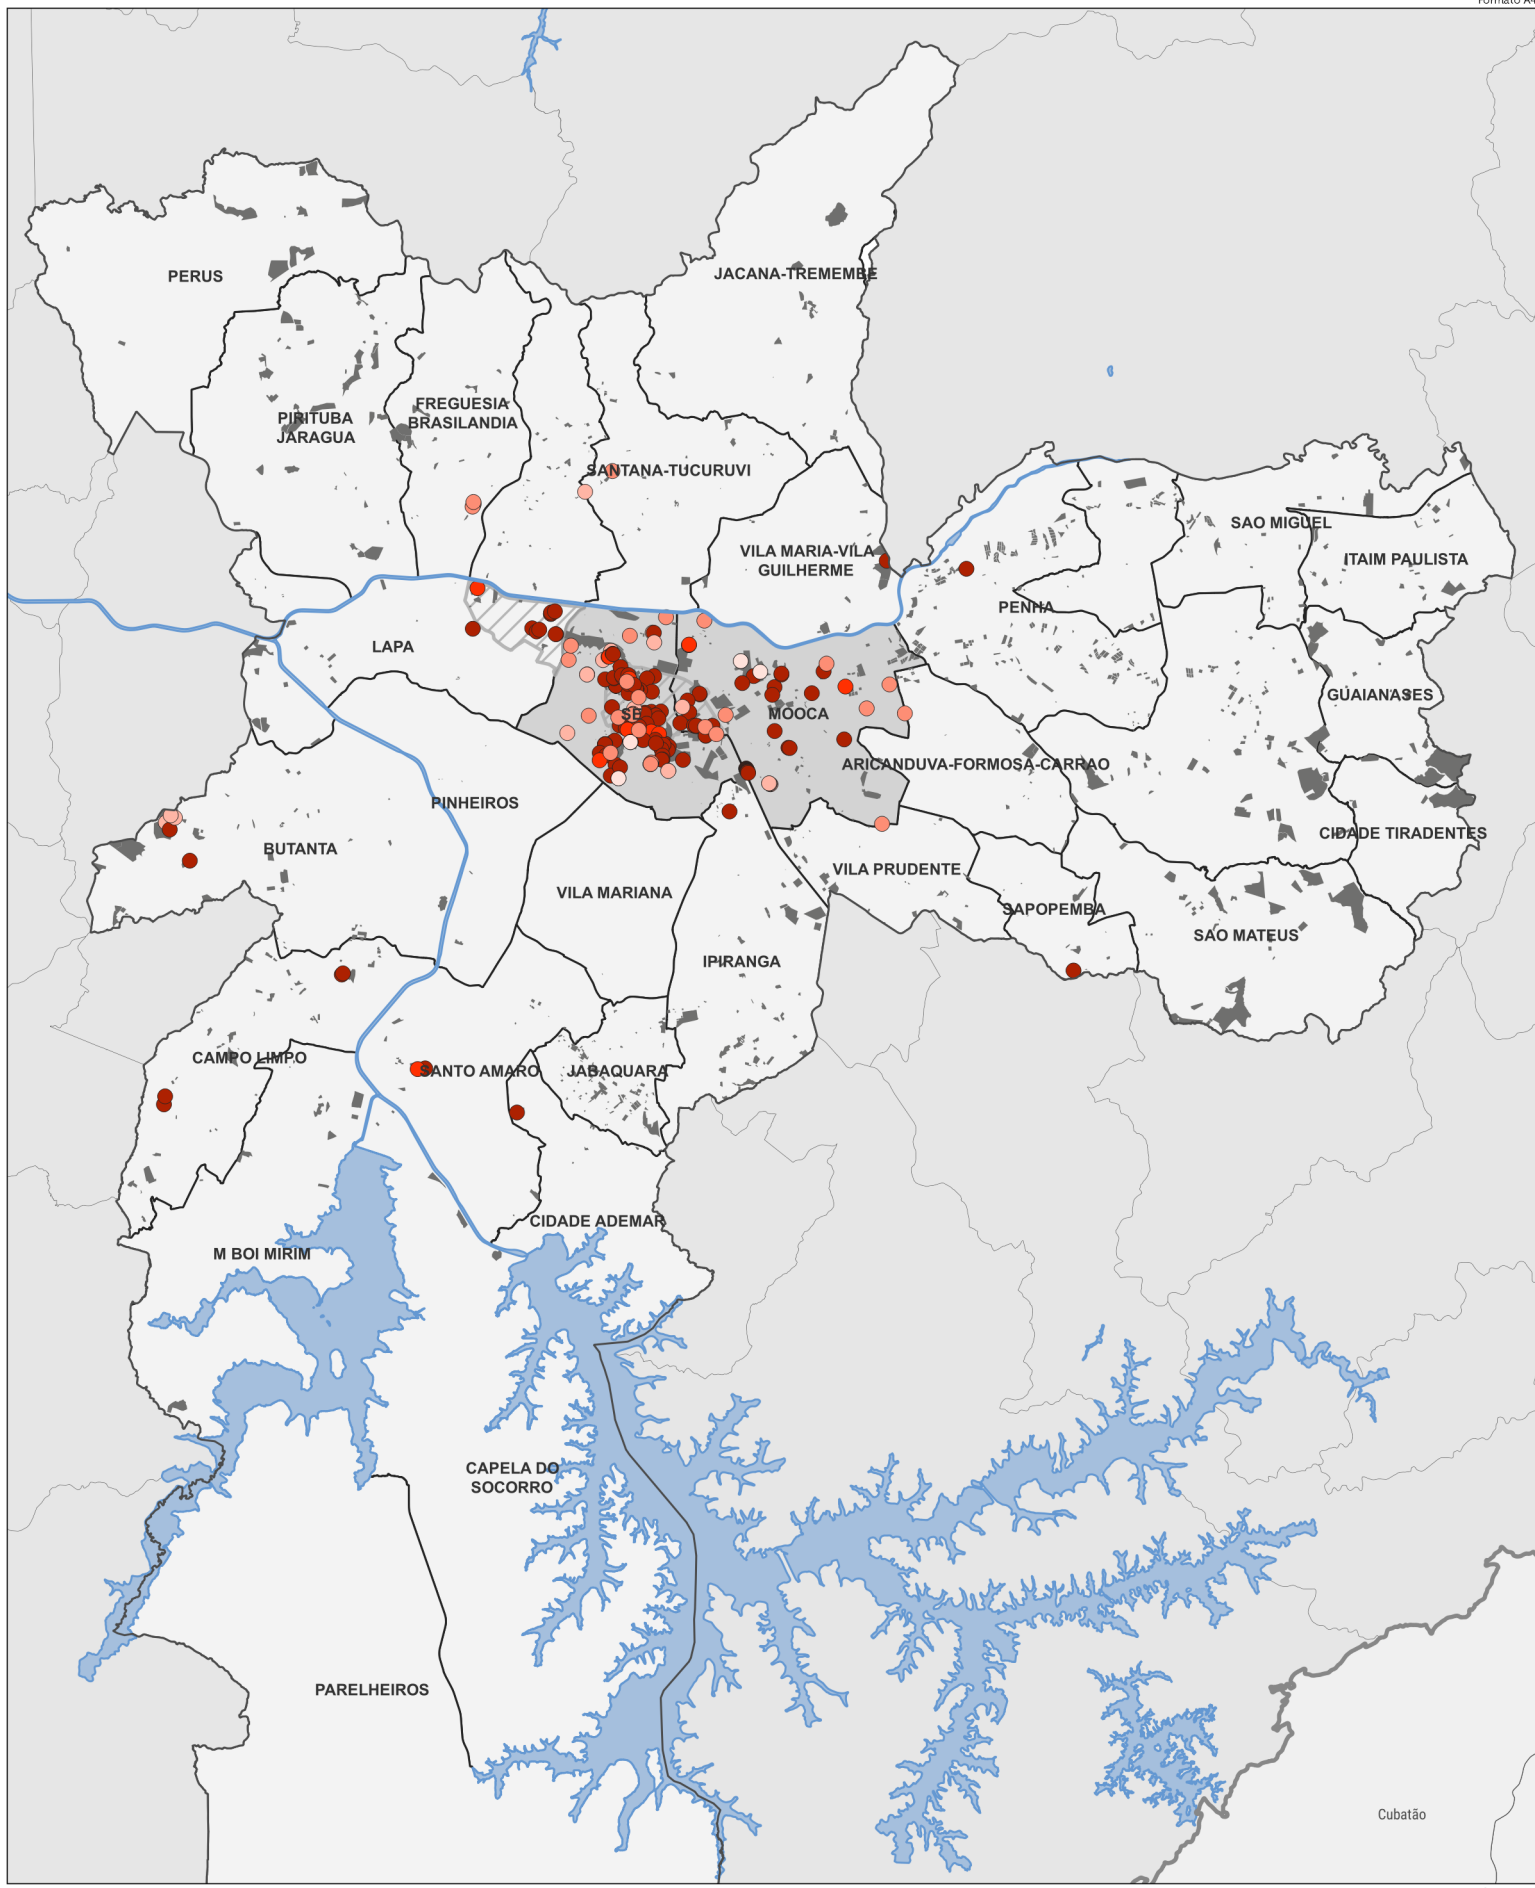 PERUS
JACANA-TREMEMBE
FREGUESIA
BRASILANDIA
PIRITUBA
JARAGUA
SANTANA-TUCURUVI
SAO MIGUEL
VILA MARIA-VILA
GUILHERME
ITAIM PAULISTA
PENHA
LAPA
GUAIANASES
SE
MOOCA
ARICANDUVA-FORMOSA-CARRAO
PINHEIROS
CIDADE TIRADENTES
BUTANTA
VILA PRUDENTE
VILA MARIANA
SAPOPEMBA
SAO MATEUS
IPIRANGA
CAMPO LIMPO
SANTO AMARO
JABAQUARA
CIDADE ADEMAR
M BOI MIRIM
CAPELA DO
SOCORRO
PARELHEIROS
Cubatão